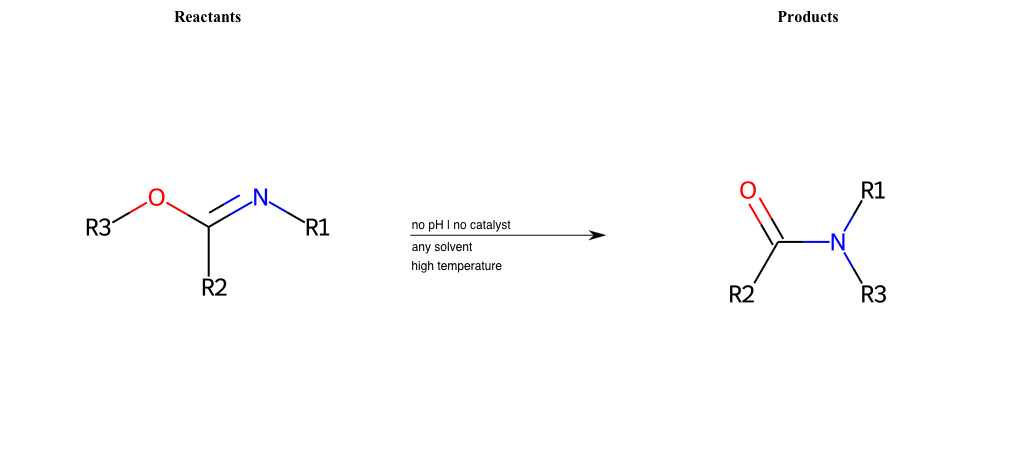 Reactants
Products
R3
O
N
R1
R2
no pH | no catalyst
any solvent
high temperature
O
R1
N
R2
R3